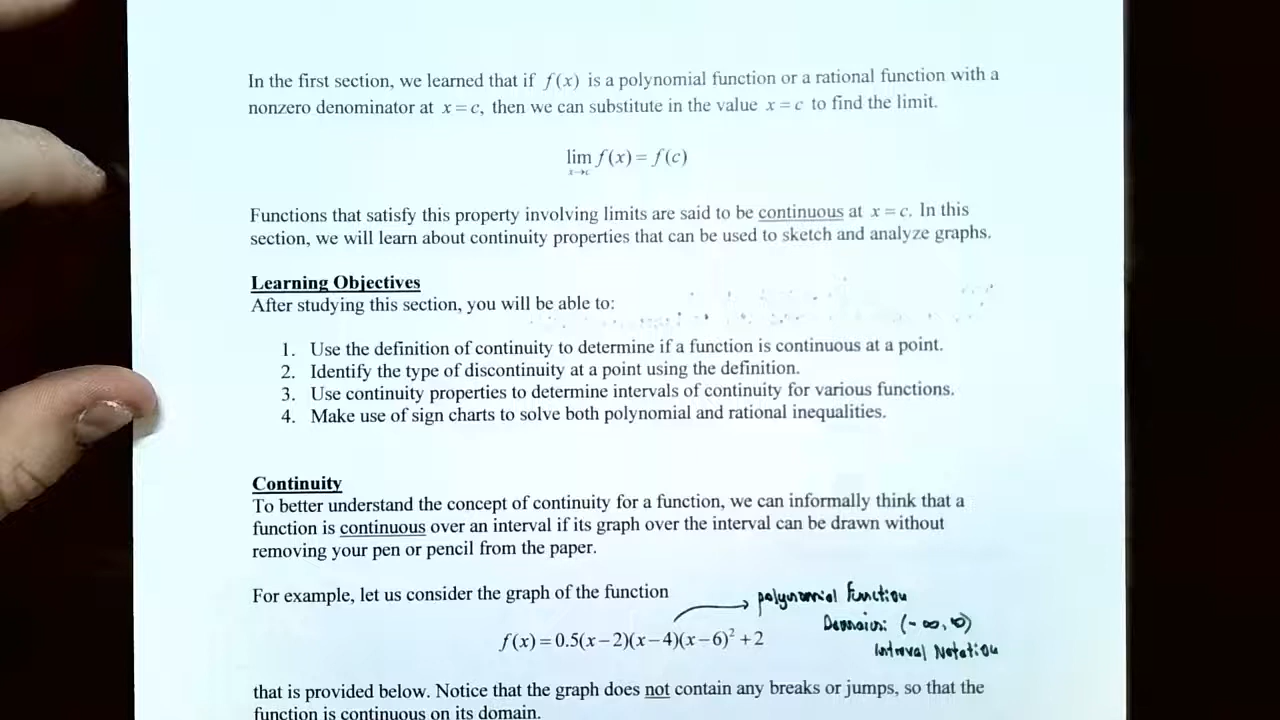 In the first section, we learned that if f(x) is a polynomial function or a rational function with a
nonzero denominator at x = c, then we can substitute in the value x = c to find the limit.
lim f(x) = f(c)
x→c
Functions that satisfy this property involving limits are said to be continuous at x = c. In this
section, we will learn about continuity properties that can be used to sketch and analyze graphs.
Learning Objectives
After studying this section, you will be able to:
1. Use the definition of continuity to determine if a function is continuous at a point.
2. Identify the type of discontinuity at a point using the definition.
3. Use continuity properties to determine intervals of continuity for various functions.
4. Make use of sign charts to solve both polynomial and rational inequalities.
Continuity
To better understand the concept of continuity for a function, we can informally think that a
function is continuous over an interval if its graph over the interval can be drawn without
removing your pen or pencil from the paper.
For example, let us consider the graph of the function
polynomial function
Domain: (-∞, ∞)
f(x) = 0.5(x−2)(x−4)(x−6)² + 2
Interval Notation
that is provided below. Notice that the graph does not contain any breaks or jumps, so that the
function is continuous on its domain.